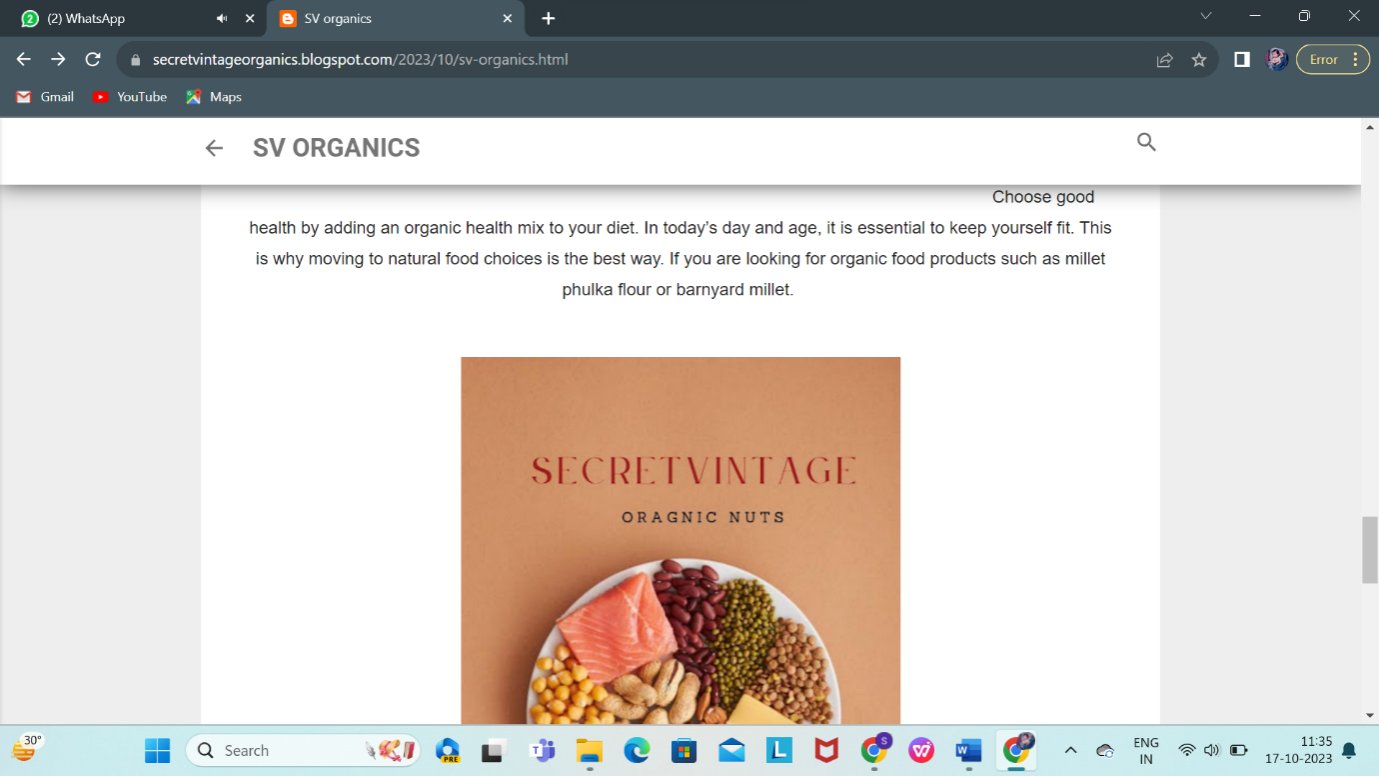 (2) WhatsApp
SV organics
secretvintageorganics.blogspot.com/2023/10/sv-organics.html
Error
Gmail
YouTube
Maps
SV ORGANICS
Choose good
health by adding an organic health mix to your diet. In today’s day and age, it is essential to keep yourself fit. This
is why moving to natural food choices is the best way. If you are looking for organic food products such as millet
phulka flour or barnyard millet.
SECRETVINTAGE
ORAGNIC NUTS
30°
Search
PRE
ENG
IN
11:35
17-10-2023